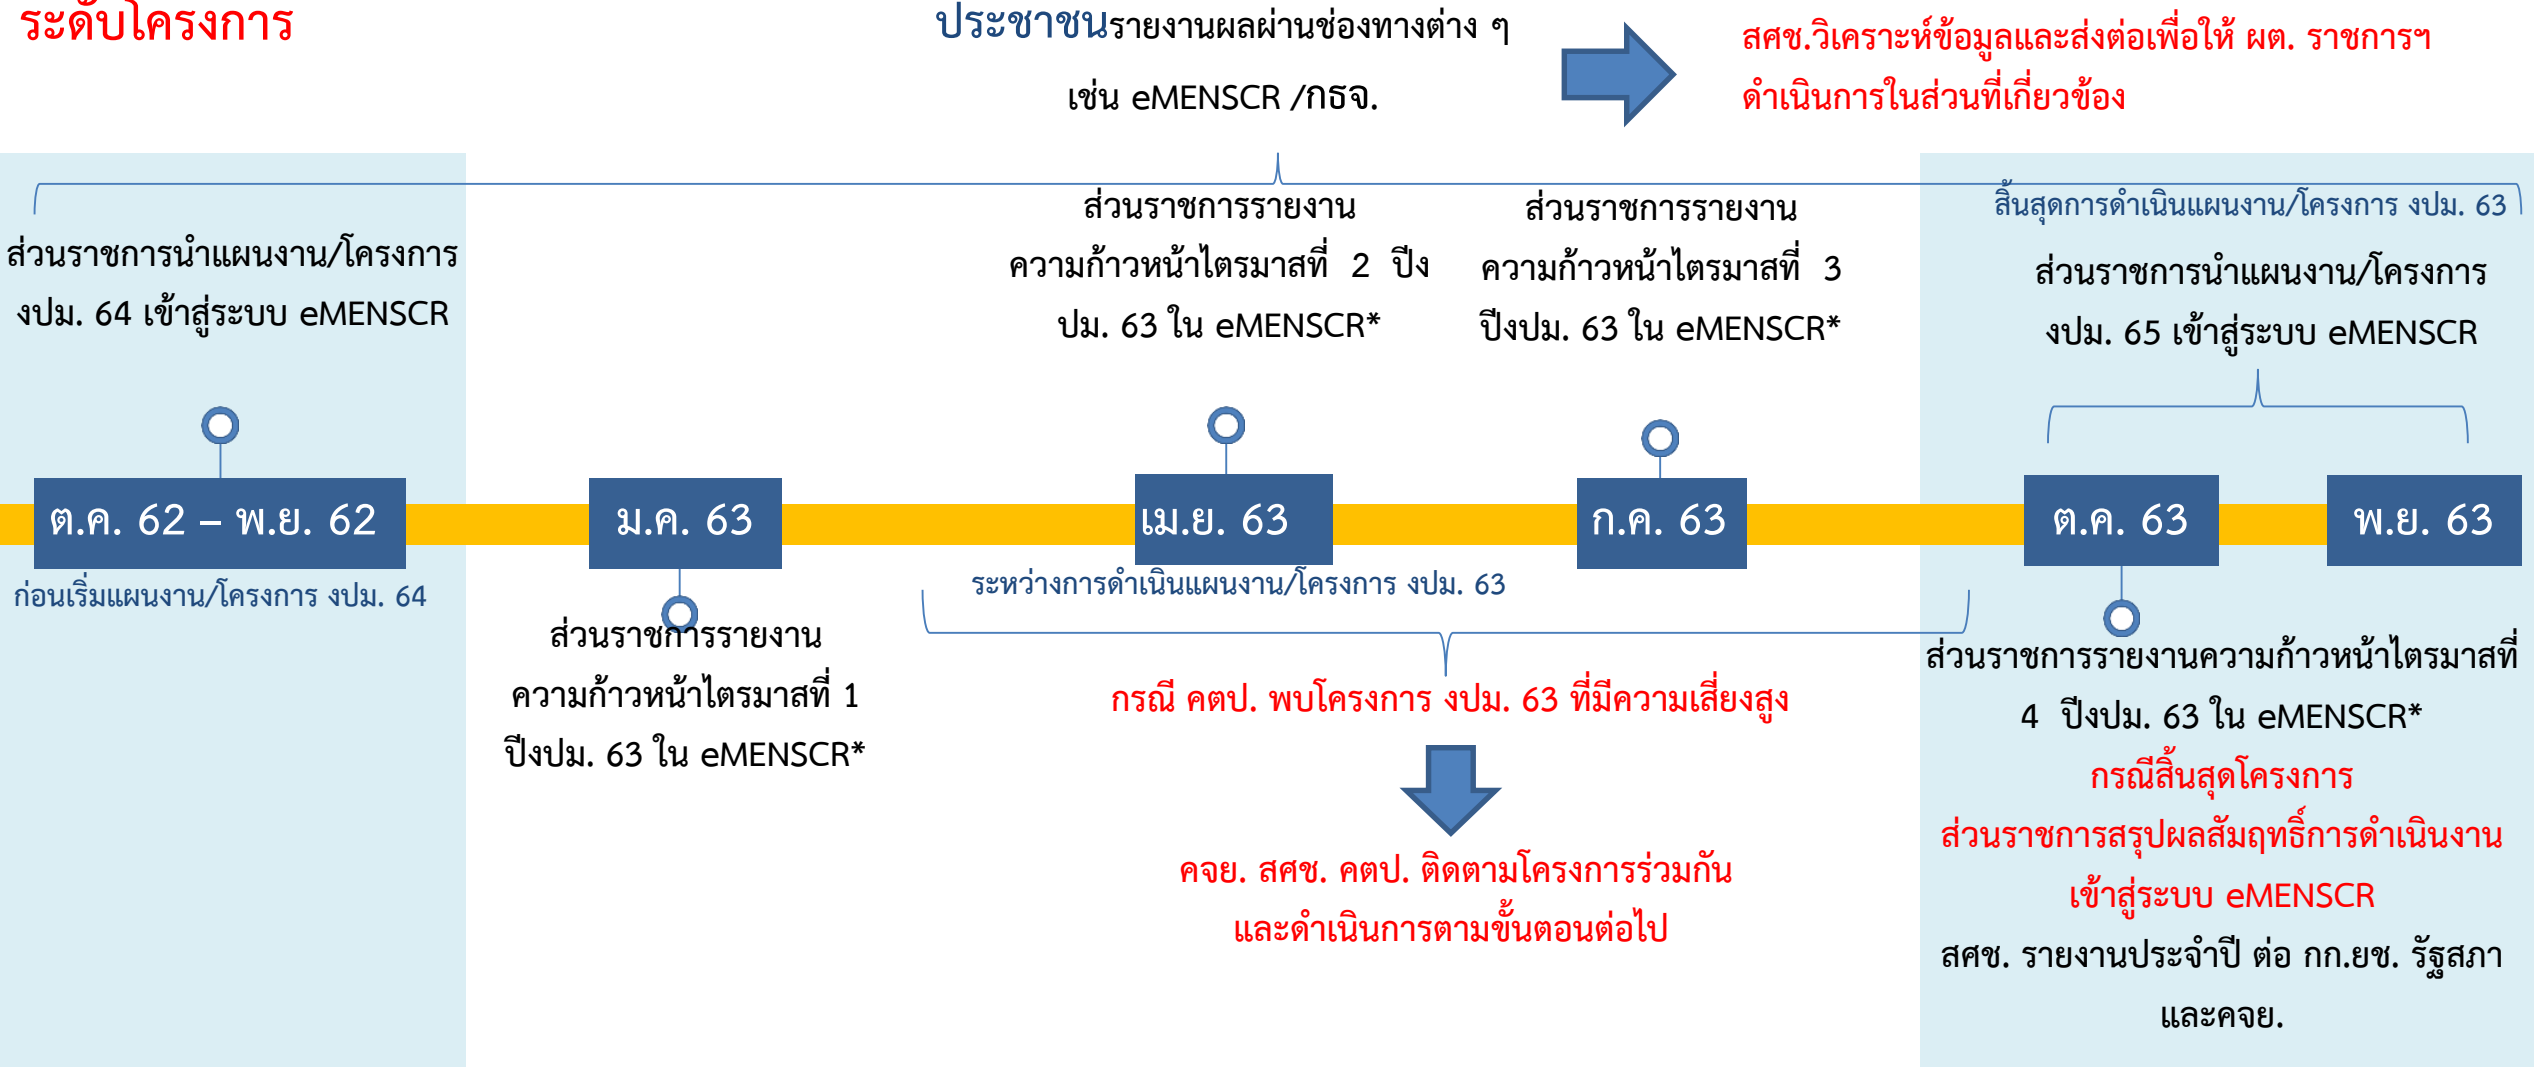 ระดับโครงการ
ประชาชนรายงานผลผ่านช่องทางต่าง ๆ
เช่น eMENSCR /กธจ.
สศช.วิเคราะห์ข้อมูลและส่งต่อเพื่อให้ ผต. ราชการฯ
ดำเนินการในส่วนที่เกี่ยวข้อง
ส่วนราชการนำแผนงาน/โครงการ
งปม. 64 เข้าสู่ระบบ eMENSCR
ส่วนราชการรายงาน
ความก้าวหน้าไตรมาสที่ 2 ปีง
ปม. 63 ใน eMENSCR*
ส่วนราชการรายงาน
ความก้าวหน้าไตรมาสที่ 3
ปีงปม. 63 ใน eMENSCR*
สิ้นสุดการดำเนินแผนงาน/โครงการ งปม. 63
ส่วนราชการนำแผนงาน/โครงการ
งปม. 65 เข้าสู่ระบบ eMENSCR
ต.ค. 62 – พ.ย. 62
ม.ค. 63
เม.ย. 63
ก.ค. 63
ต.ค. 63
พ.ย. 63
ก่อนเริ่มแผนงาน/โครงการ งปม. 64
ส่วนราชการรายงาน
ความก้าวหน้าไตรมาสที่ 1
ปีงปม. 63 ใน eMENSCR*
ระหว่างการดำเนินแผนงาน/โครงการ งปม. 63
กรณี คตป. พบโครงการ งปม. 63 ที่มีความเสี่ยงสูง
คจย. สศช. คตป. ติดตามโครงการร่วมกัน
และดำเนินการตามขั้นตอนต่อไป
ส่วนราชการรายงานความก้าวหน้าไตรมาสที่
4 ปีงปม. 63 ใน eMENSCR*
กรณีสิ้นสุดโครงการ
ส่วนราชการสรุปผลสัมฤทธิ์การดำเนินงาน
เข้าสู่ระบบ eMENSCR
สศช. รายงานประจำปี ต่อ กก.ยช. รัฐสภา
และคจย.